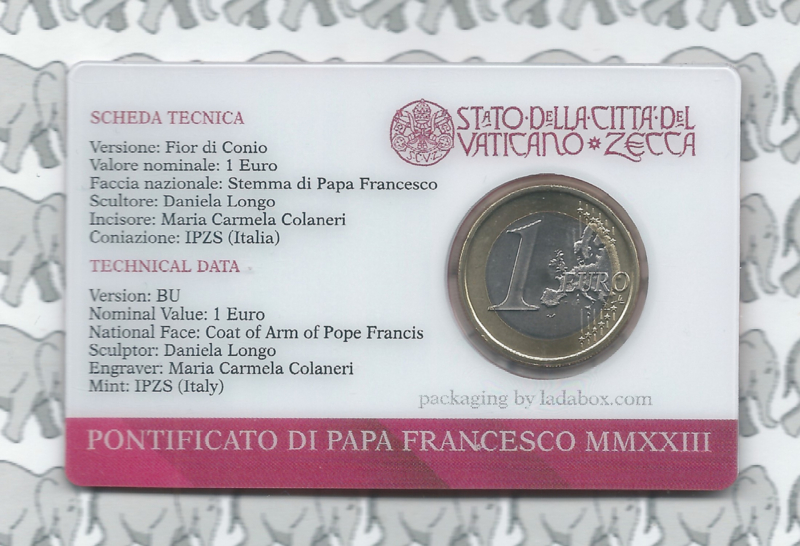 SCHEDA TECNICA
Versione: Fior di Conio
Valore nominale: 1 Euro
Faccia nazionale: Stemma di Papa Francesco
Scultore: Daniela Longo
Incisore: Maria Carmela Colaneri
Coniazione: IPZS (Italia)
TECHNICAL DATA
Version: BU
Nominal Value: 1 Euro
National Face: Coat of Arm of Pope Francis
Sculptor: Daniela Longo
Engraver: Maria Carmela Colaneri
Mint: IPZS (Italy)
S.C.V.Z.
STATO·DELLA·CITTA'·DEL
VATICANO * ZECCA
1 EURO
packaging by ladabox.com
PONTIFICATO DI PAPA FRANCESCO MMXXIII